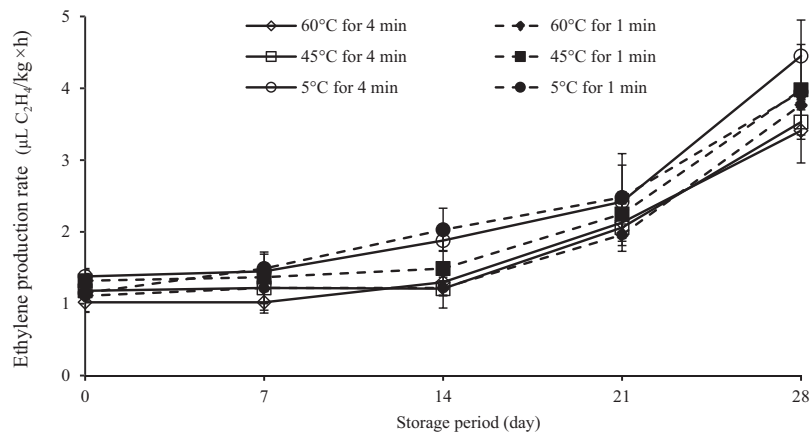 5
4
3
2
1
0
Ethylene production rate (µL C₂H₄/kg ×h)
60°C for 4 min
60°C for 1 min
45°C for 4 min
45°C for 1 min
5°C for 4 min
5°C for 1 min
0 7 14 21 28
Storage period (day)